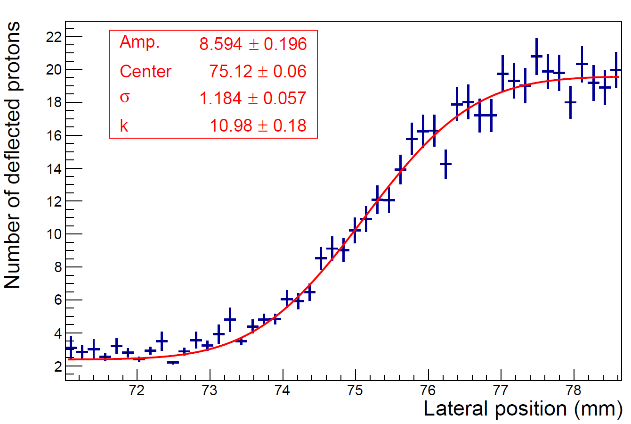 Number of deflected protons
22
20
18
16
14
12
10
8
6
4
2
Amp. 8.594 ± 0.196
Center 75.12 ± 0.06
σ 1.184 ± 0.057
k 10.98 ± 0.18
72 73 74 75 76 77 78
Lateral position (mm)